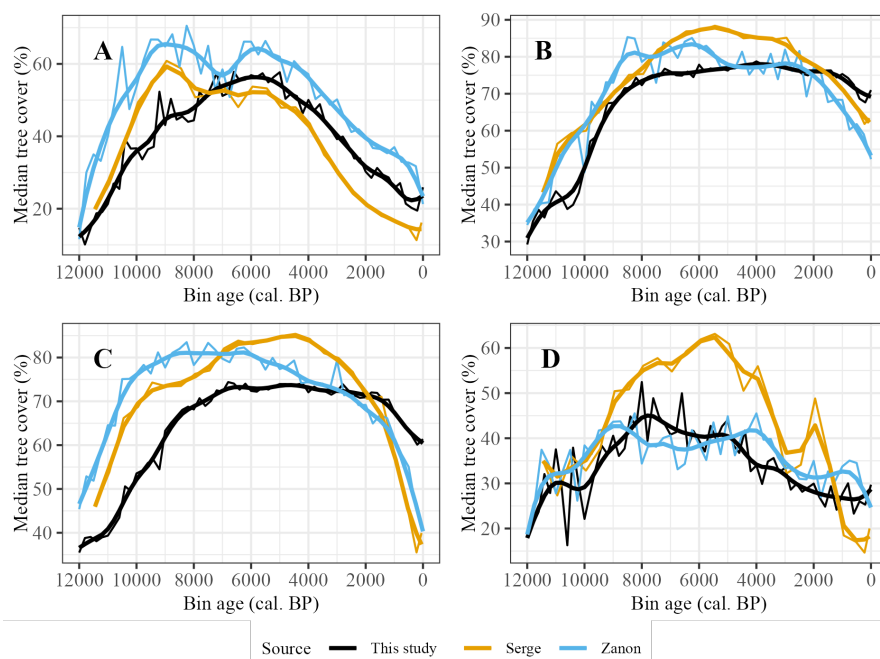 A
Median tree cover (%)
60
40
20
12000 10000 8000 6000 4000 2000 0
Bin age (cal. BP)
B
Median tree cover (%)
90
80
70
60
50
40
30
12000 10000 8000 6000 4000 2000 0
Bin age (cal. BP)
C
Median tree cover (%)
80
70
60
50
40
12000 10000 8000 6000 4000 2000 0
Bin age (cal. BP)
D
Median tree cover (%)
60
50
40
30
20
12000 10000 8000 6000 4000 2000 0
Bin age (cal. BP)
Source This study Serge Zanon